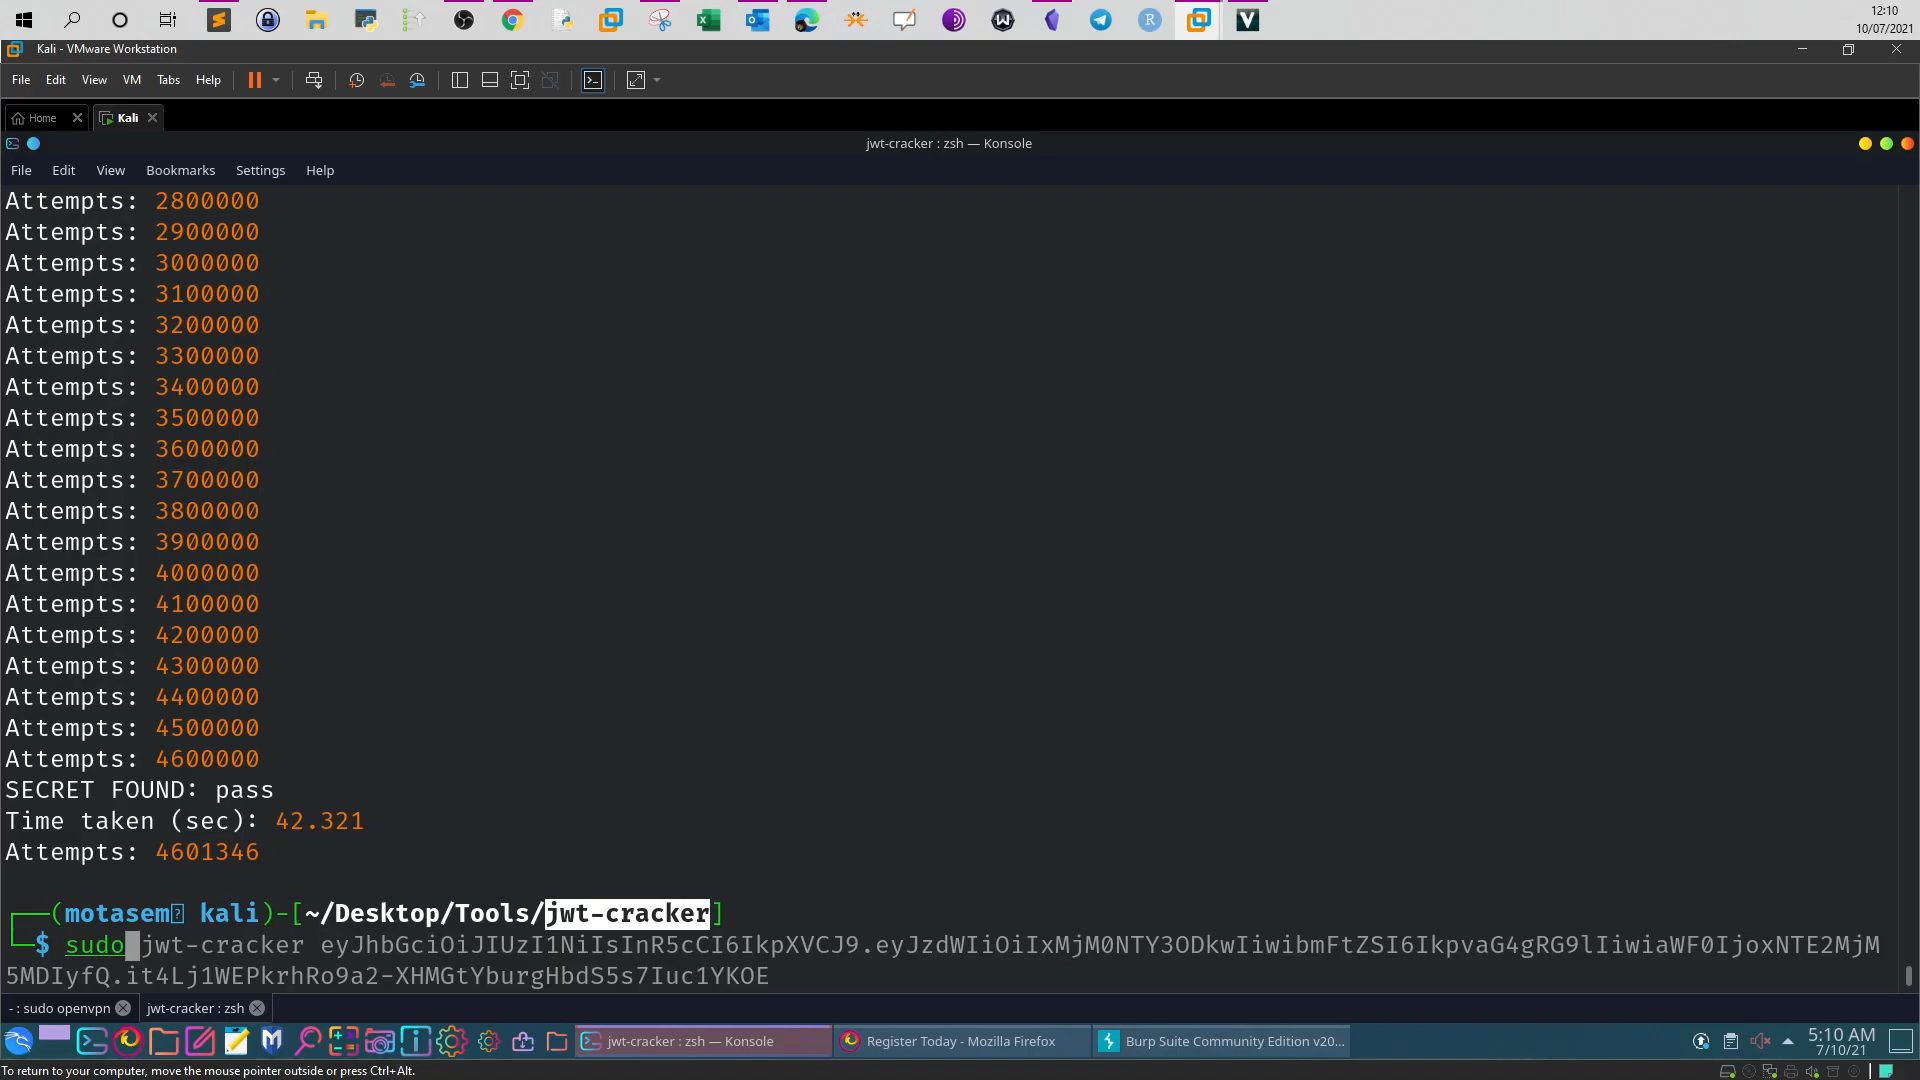 12:10
10/07/2021
Kali - VMware Workstation
File Edit View VM Tabs Help
Home Kali
jwt-cracker : zsh — Konsole
File Edit View Bookmarks Settings Help
Attempts: 2800000
Attempts: 2900000
Attempts: 3000000
Attempts: 3100000
Attempts: 3200000
Attempts: 3300000
Attempts: 3400000
Attempts: 3500000
Attempts: 3600000
Attempts: 3700000
Attempts: 3800000
Attempts: 3900000
Attempts: 4000000
Attempts: 4100000
Attempts: 4200000
Attempts: 4300000
Attempts: 4400000
Attempts: 4500000
Attempts: 4600000
SECRET FOUND: pass
Time taken (sec): 42.321
Attempts: 4601346
(motasem kali)-[~/Desktop/Tools/jwt-cracker]
$ sudo jwt-cracker eyJhbGciOiJIUzI1NiIsInR5cCI6IkpXVCJ9.eyJzdWIiOiIxMjM0NTY3ODkwIiwibmFtZSI6IkpvaG4gRG9lIiwiaWF0IjoxNTE2MjM
5MDIyfQ.it4Lj1WEPkrhRo9a2-XHMGtYburgHbdS5s7Iuc1YKOE
- : sudo openvpn jwt-cracker : zsh
jwt-cracker : zsh — Konsole Register Today - Mozilla Firefox Burp Suite Community Edition v20... 5:10 AM
7/10/21
To return to your computer, move the mouse pointer outside or press Ctrl+Alt.